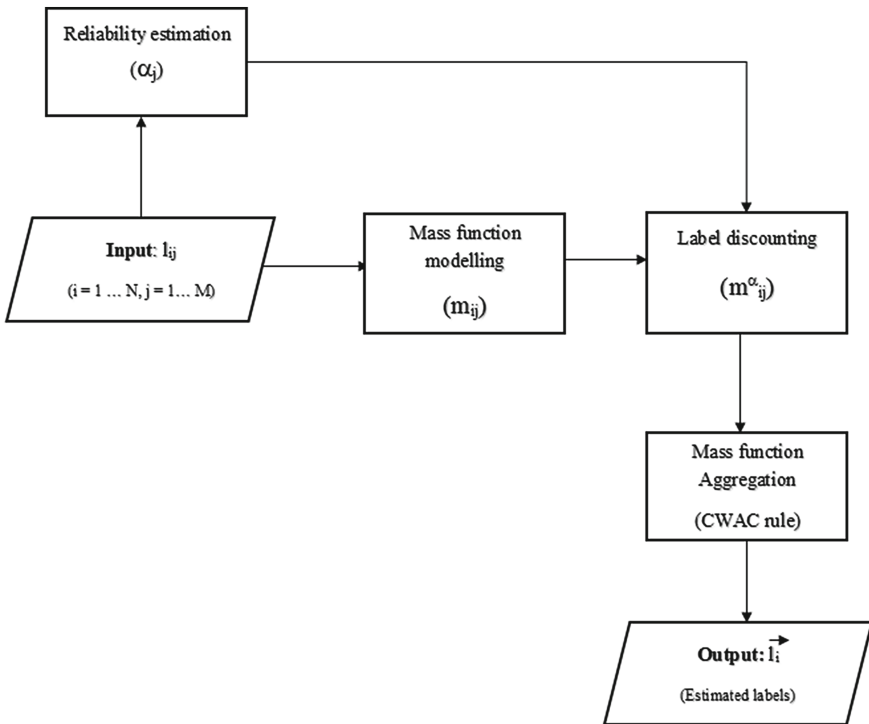 Reliability estimation
(αj)
Input: lij
(i = 1 ... N, j = 1... M)
Mass function
modelling
(mij)
Label discounting
(mαij)
Mass function
Aggregation
(CWAC rule)
Output: li
(Estimated labels)